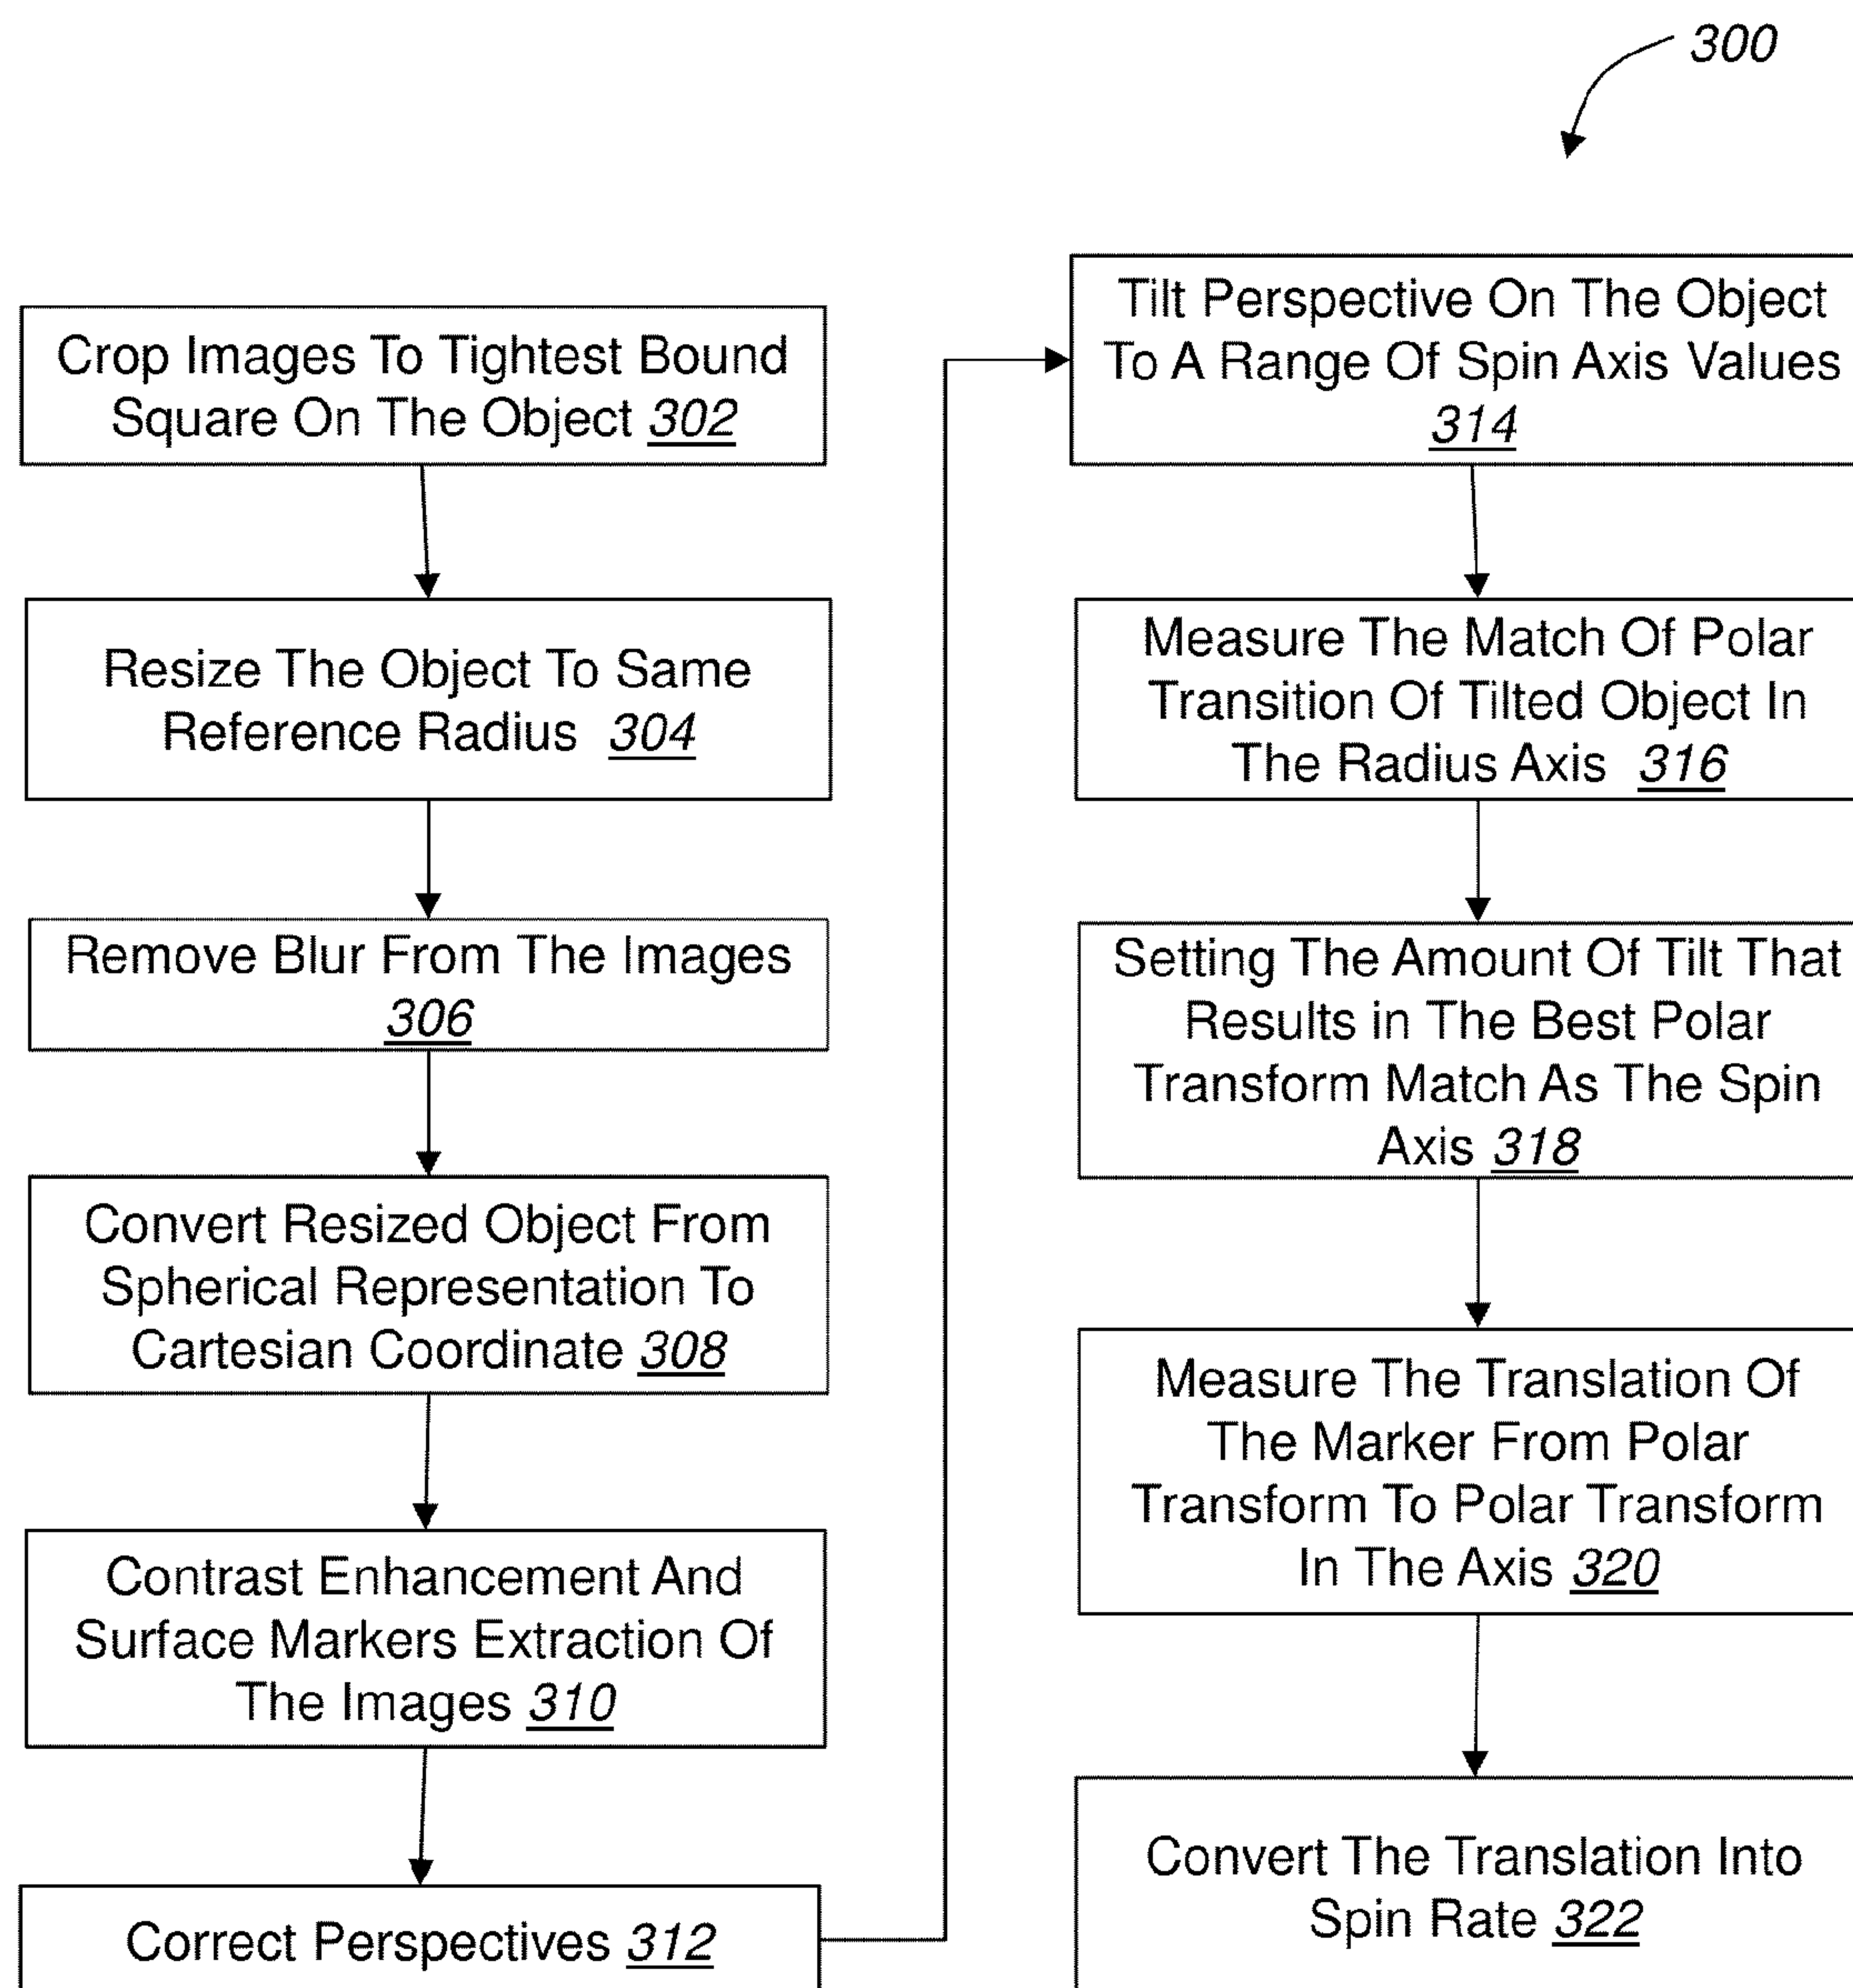 300
Crop Images To Tightest Bound
Square On The Object 302
Resize The Object To Same
Reference Radius 304
Remove Blur From The Images
306
Convert Resized Object From
Spherical Representation To
Cartesian Coordinate 308
Contrast Enhancement And
Surface Markers Extraction Of
The Images 310
Correct Perspectives 312
Tilt Perspective On The Object
To A Range Of Spin Axis Values
314
Measure The Match Of Polar
Transition Of Tilted Object In
The Radius Axis 316
Setting The Amount Of Tilt That
Results in The Best Polar
Transform Match As The Spin
Axis 318
Measure The Translation Of
The Marker From Polar
Transform To Polar Transform
In The Axis 320
Convert The Translation Into
Spin Rate 322